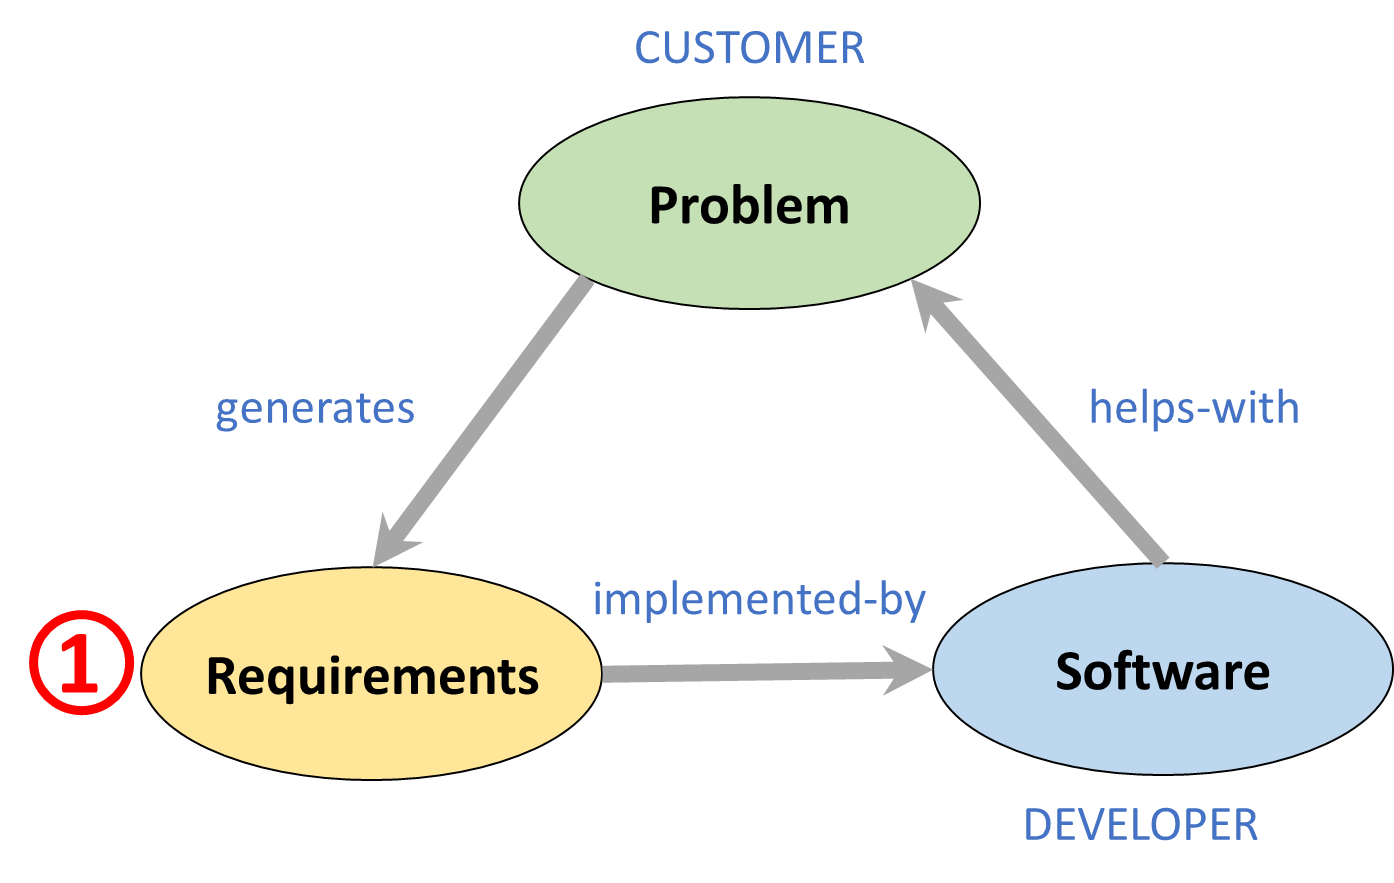 CUSTOMER
Problem
generates
helps-with
implemented-by
1
Requirements
Software
DEVELOPER